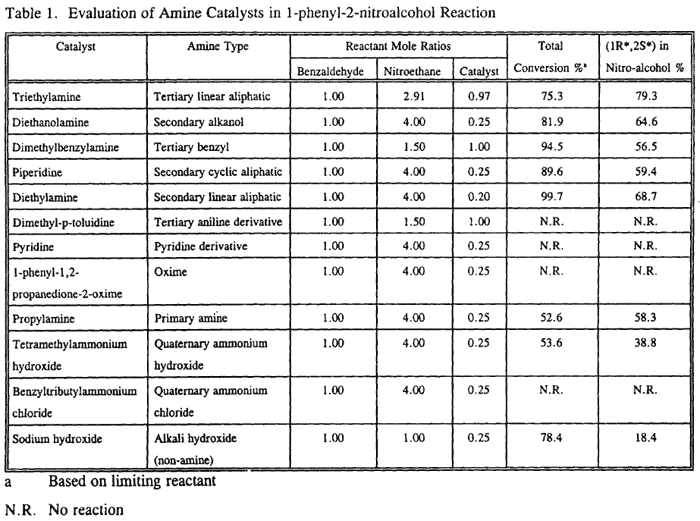 Table 1. Evaluation of Amine Catalysts in 1-phenyl-2-nitroalcohol Reaction
Catalyst Amine Type Reactant Mole Ratios Total (1R*,2S*) in
Benzaldehyde Nitroethane Catalyst Conversion %ᵃ Nitro-alcohol %
Triethylamine Tertiary linear aliphatic 1.00 2.91 0.97 75.3 79.3
Diethanolamine Secondary alkanol 1.00 4.00 0.25 81.9 64.6
Dimethylbenzylamine Tertiary benzyl 1.00 1.50 1.00 94.5 56.5
Piperidine Secondary cyclic aliphatic 1.00 4.00 0.25 89.6 59.4
Diethylamine Secondary linear aliphatic 1.00 4.00 0.20 99.7 68.7
Dimethyl-p-toluidine Tertiary aniline derivative 1.00 1.50 1.00 N.R. N.R.
Pyridine Pyridine derivative 1.00 4.00 0.25 N.R. N.R.
1-phenyl-1,2- Oxime 1.00 4.00 0.25 N.R. N.R.
propanedione-2-oxime
Propylamine Primary amine 1.00 4.00 0.25 52.6 58.3
Tetramethylammonium Quaternary ammonium 1.00 4.00 0.25 53.6 38.8
hydroxide hydroxide
Benzyltributylammonium Quaternary ammonium 1.00 4.00 0.25 N.R. N.R.
chloride chloride
Sodium hydroxide Alkali hydroxide 1.00 1.00 0.25 78.4 18.4
(non-amine)
a Based on limiting reactant
N.R. No reaction